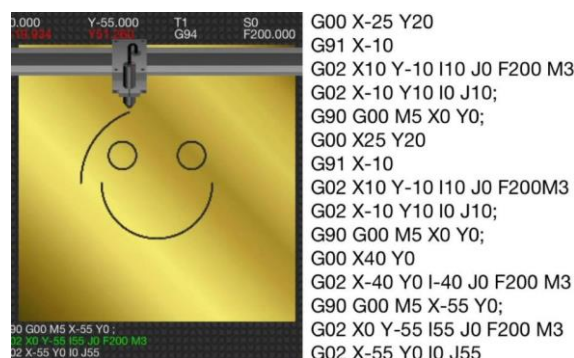 0.000 Y-55.000 T1 S0
G94 F200.000
G00 X-25 Y20
G91 X-10
G02 X10 Y-10 I10 J0 F200 M3
G02 X-10 Y10 I0 J10;
G90 G00 M5 X0 Y0;
G00 X25 Y20
G91 X-10
G02 X10 Y-10 I10 J0 F200M3
G02 X-10 Y10 I0 J10;
G90 G00 M5 X0 Y0;
G00 X40 Y0
G02 X-40 Y0 I-40 J0 F200 M3
G90 G00 M5 X-55 Y0;
G02 X0 Y-55 I55 J0 F200 M3
G02 X-55 Y0 I0 J55
90 G00 M5 X-55 Y0 ;
02 X0 Y-55 I55 J0 F200 M3
02 X-55 Y0 I0 J55